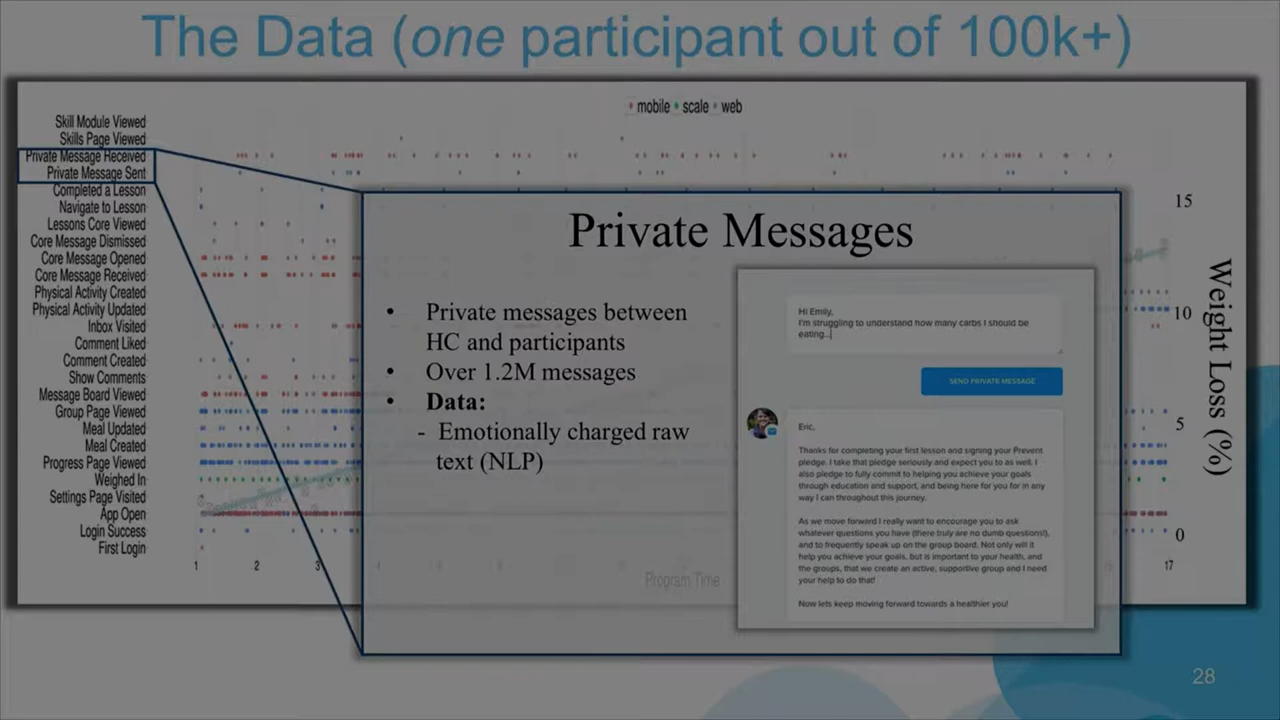 The Data (one participant out of 100k+)
mobile scale web
Skill Module Viewed
Skills Page Viewed
Private Message Received
Private Message Sent
Completed a Lesson
Navigate to Lesson
Lessons Core Viewed
Core Message Dismissed
Core Message Opened
Core Message Received
Physical Activity Created
Physical Activity Updated
Inbox Visited
Comment Liked
Comment Created
Show Comments
Message Board Viewed
Group Page Viewed
Meal Updated
Meal Created
Progress Page Viewed
Weighed In
Settings Page Visited
App Open
Login Success
First Login
1 2 3 17
Program Time
15
10
5
0
Weight Loss (%)
Private Messages
• Private messages between
HC and participants
• Over 1.2M messages
• Data:
- Emotionally charged raw
text (NLP)
Hi Emily,
I'm struggling to understand how many carbs I should be
eating...
SEND PRIVATE MESSAGE
Eric,
Thanks for completing your first lesson and signing your Prevent
pledge. I take that pledge seriously and expect you to as well. I
also pledge to fully commit to helping you achieve your goals
through education and support, and being here for you for in any
way I can throughout this journey.
As we move forward I really want to encourage you to ask
whatever questions you have (there truly are no dumb questions!),
and to frequently speak up on the group board. Not only will it
help you achieve your goals, but is important to your health, and
the groups, that we create an active, supportive group and I need
your help to do that!
Now lets keep moving forward towards a healthier you!
28